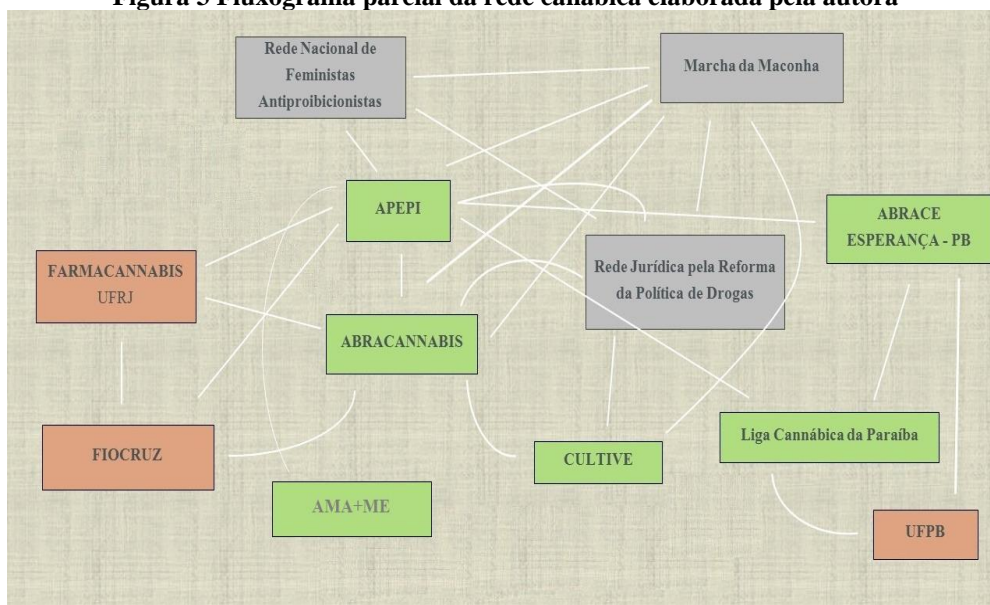 Figura 3 Fluxograma parcial da rede canábica elaborada pela autora
Rede Nacional de
Feministas
Antiproibicionistas
Marcha da Maconha
APEPI
ABRACE
ESPERANÇA - PB
FARMACANNABIS
UFRJ
Rede Jurídica pela Reforma
da Política de Drogas
ABRACANNABIS
FIOCRUZ
CULTIVE
Liga Cannábica da Paraíba
AMA+ME
UFPB